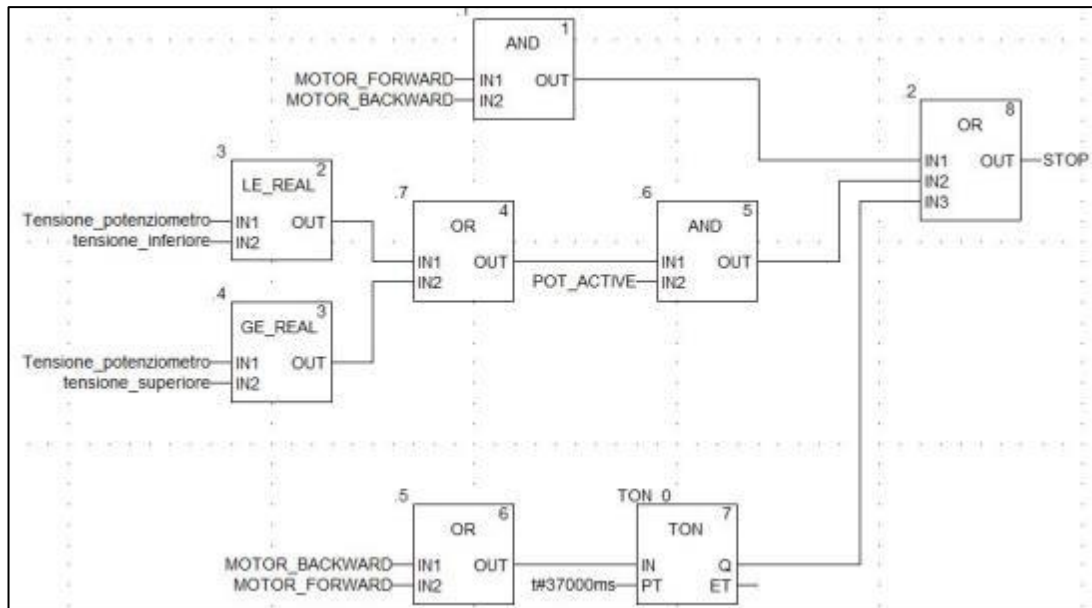 .1 1
AND
MOTOR_FORWARD IN1 OUT
MOTOR_BACKWARD IN2
.2 8
OR
IN1 OUT STOP
IN2
IN3
.3 2
LE_REAL
Tensione_potenziometro IN1 OUT
tensione_inferiore IN2
.7 4
OR
IN1 OUT
IN2
.6 5
AND
IN1 OUT
POT_ACTIVE IN2
.4 3
GE_REAL
Tensione_potenziometro IN1 OUT
tensione_superiore IN2
.5 6
OR
MOTOR_BACKWARD IN1 OUT
MOTOR_FORWARD IN2
TON_0 7
TON
IN Q
t#37000ms PT ET